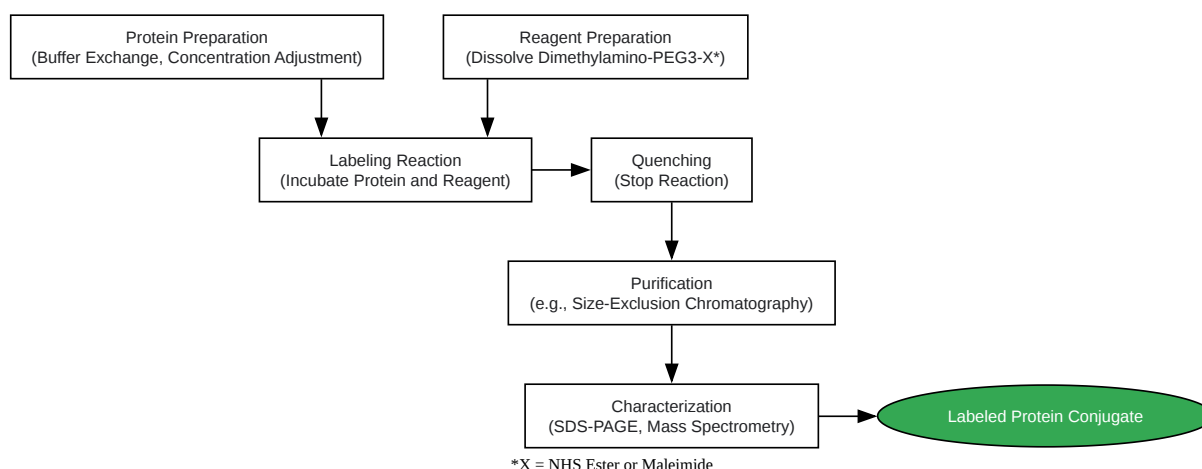 Protein Preparation
(Buffer Exchange, Concentration Adjustment)
Reagent Preparation
(Dissolve Dimethylamino-PEG3-X*)
Labeling Reaction
(Incubate Protein and Reagent)
Quenching
(Stop Reaction)
Purification
(e.g., Size-Exclusion Chromatography)
Characterization
(SDS-PAGE, Mass Spectrometry)
Labeled Protein Conjugate
*X = NHS Ester or Maleimide